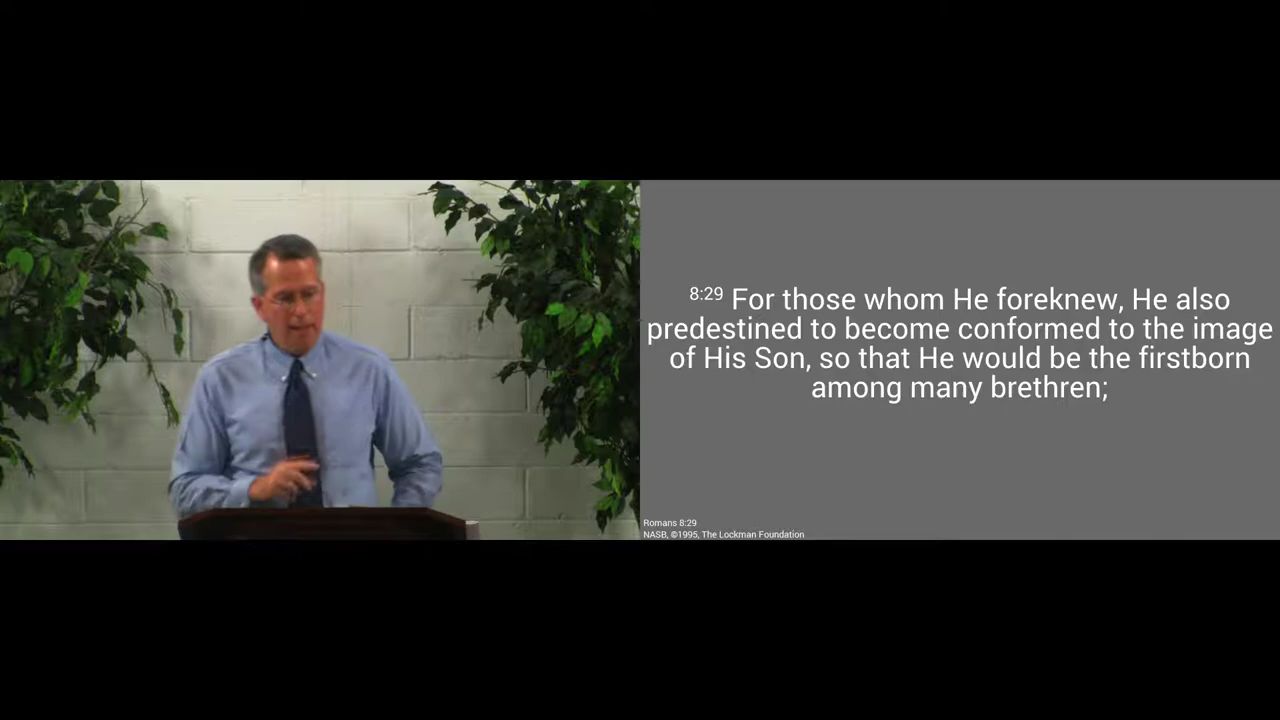 8:29 For those whom He foreknew, He also
predestined to become conformed to the image
of His Son, so that He would be the firstborn
among many brethren;
Romans 8:29
NASB, ©1995, The Lockman Foundation